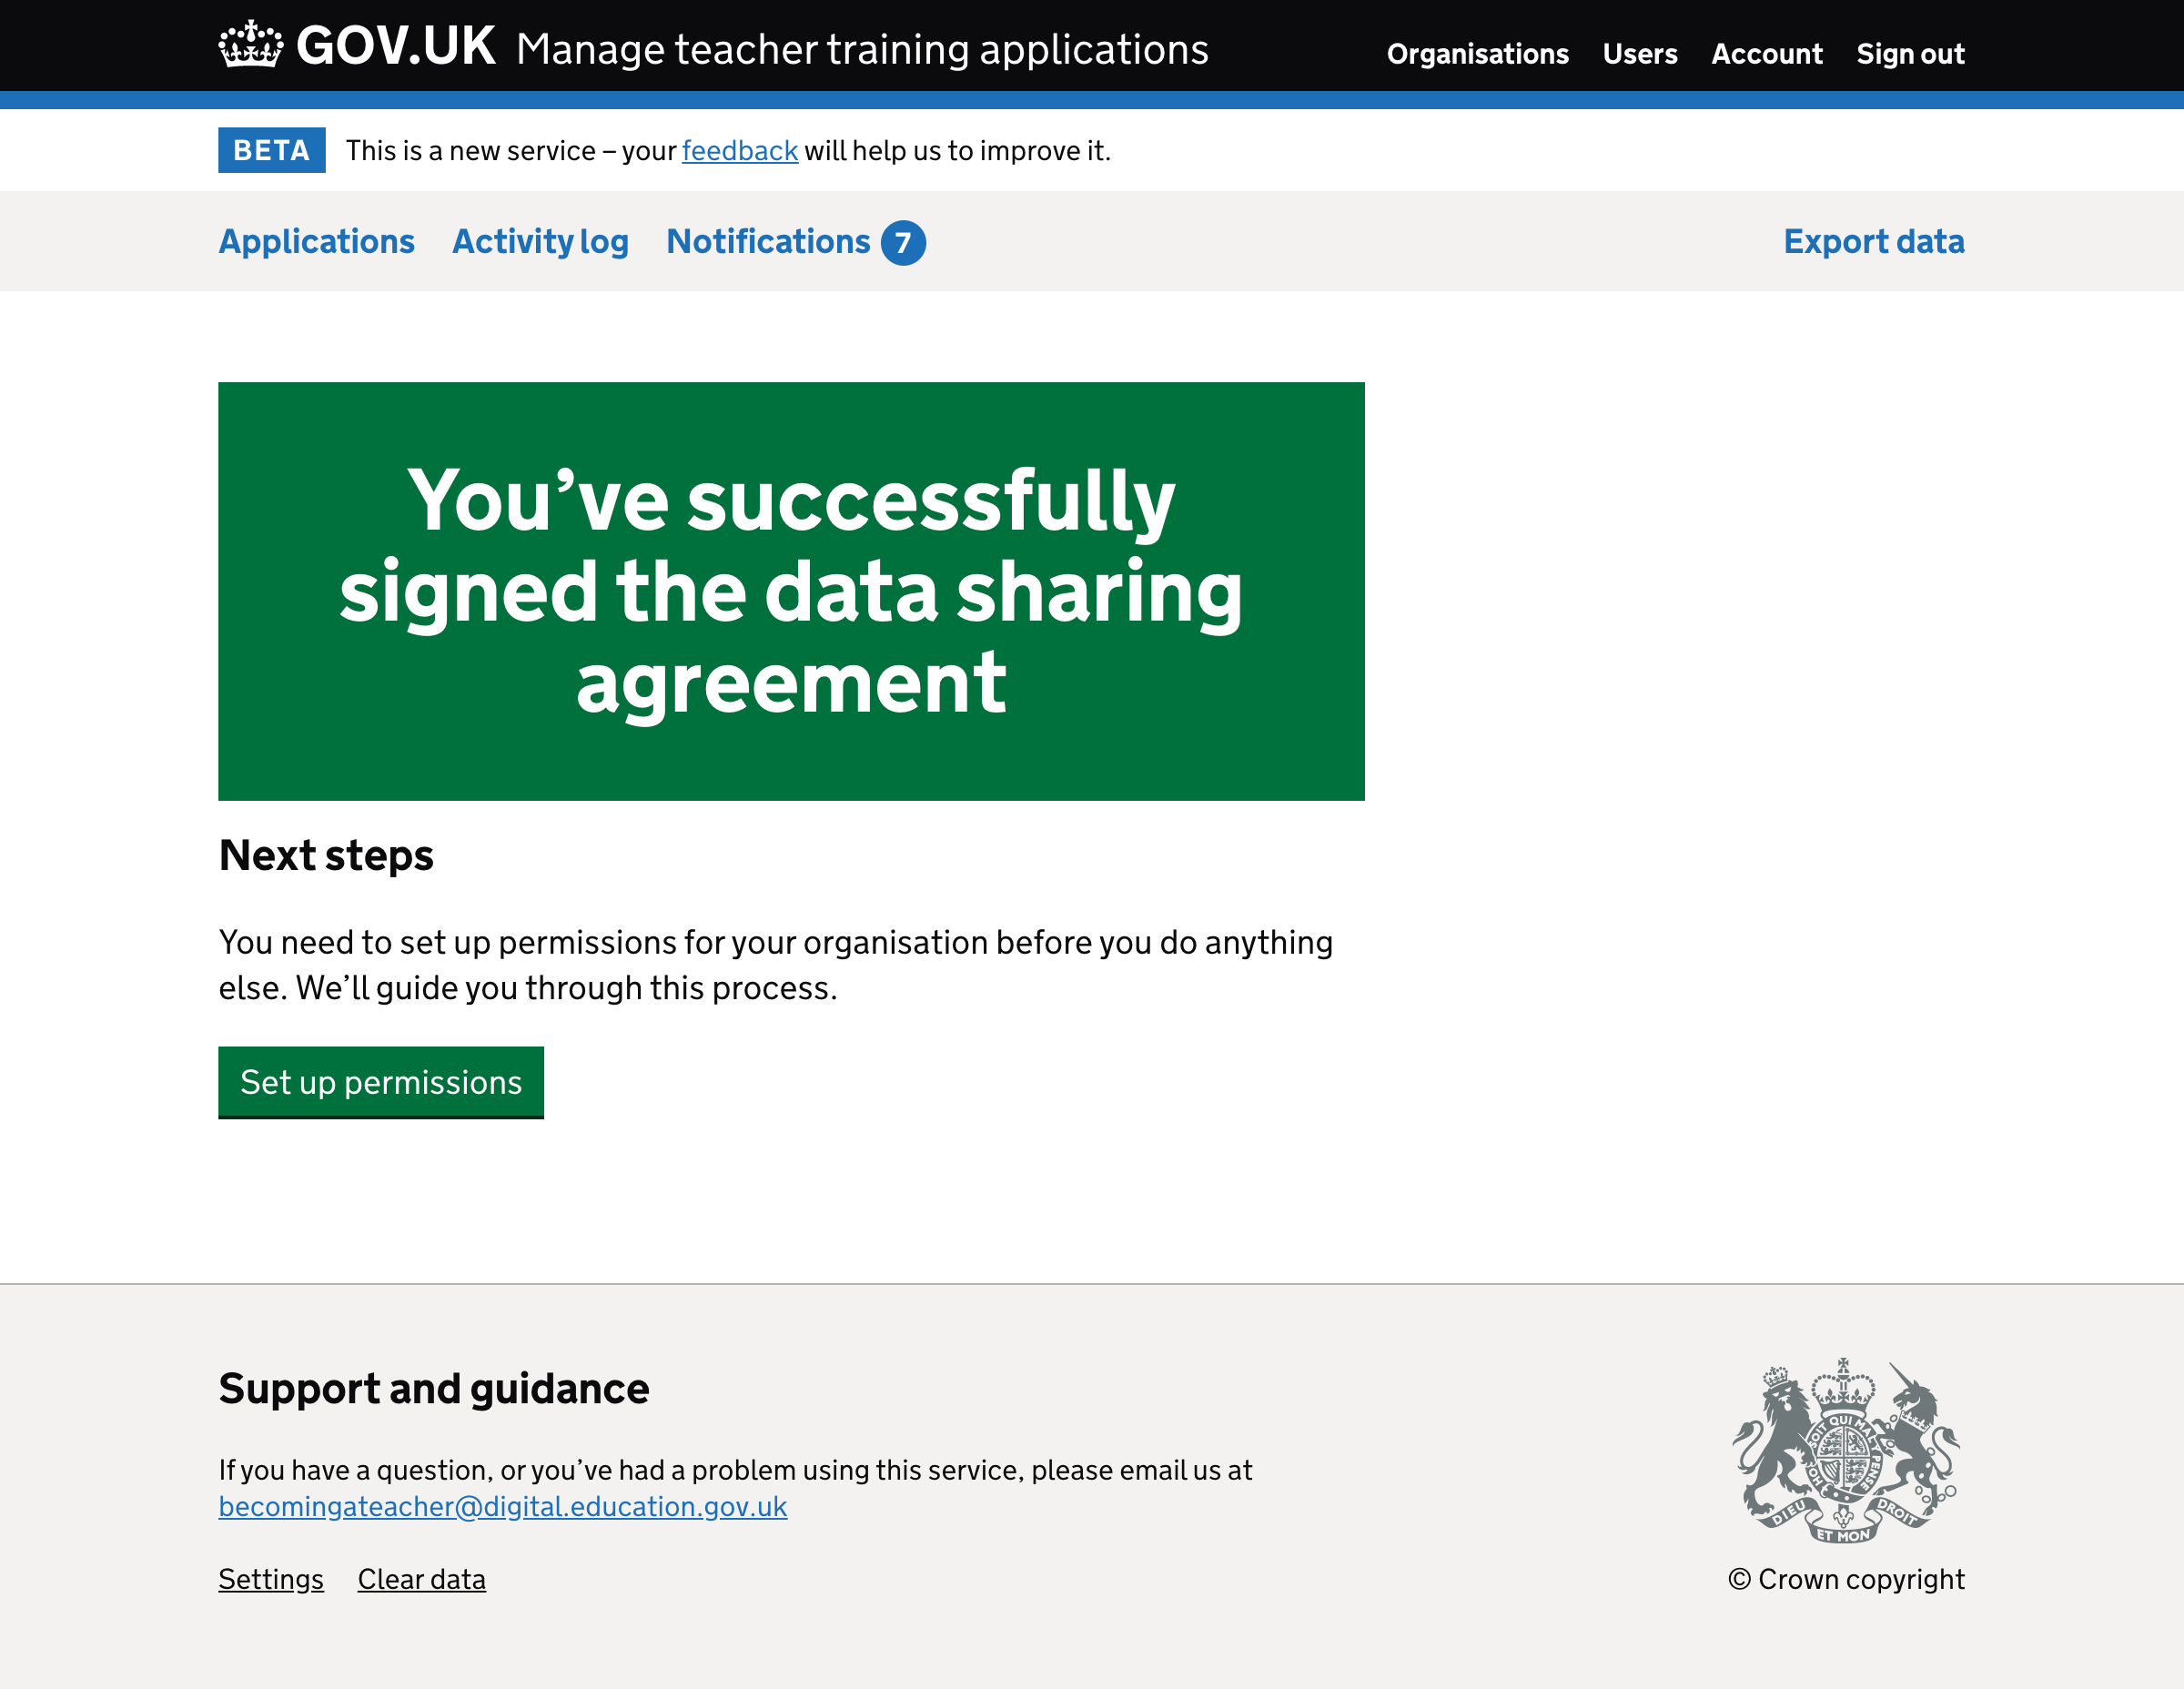 GOV.UK Manage teacher training applications
Organisations Users Account Sign out
BETA This is a new service – your feedback will help us to improve it.
Applications Activity log Notifications 7 Export data
You’ve successfully
signed the data sharing
agreement
Next steps
You need to set up permissions for your organisation before you do anything
else. We’ll guide you through this process.
Set up permissions
Support and guidance
If you have a question, or you’ve had a problem using this service, please email us at
becomingateacher@digital.education.gov.uk
Settings Clear data
SOIT QUI MAL Y PENSE
DIEU ET MON DROIT
© Crown copyright